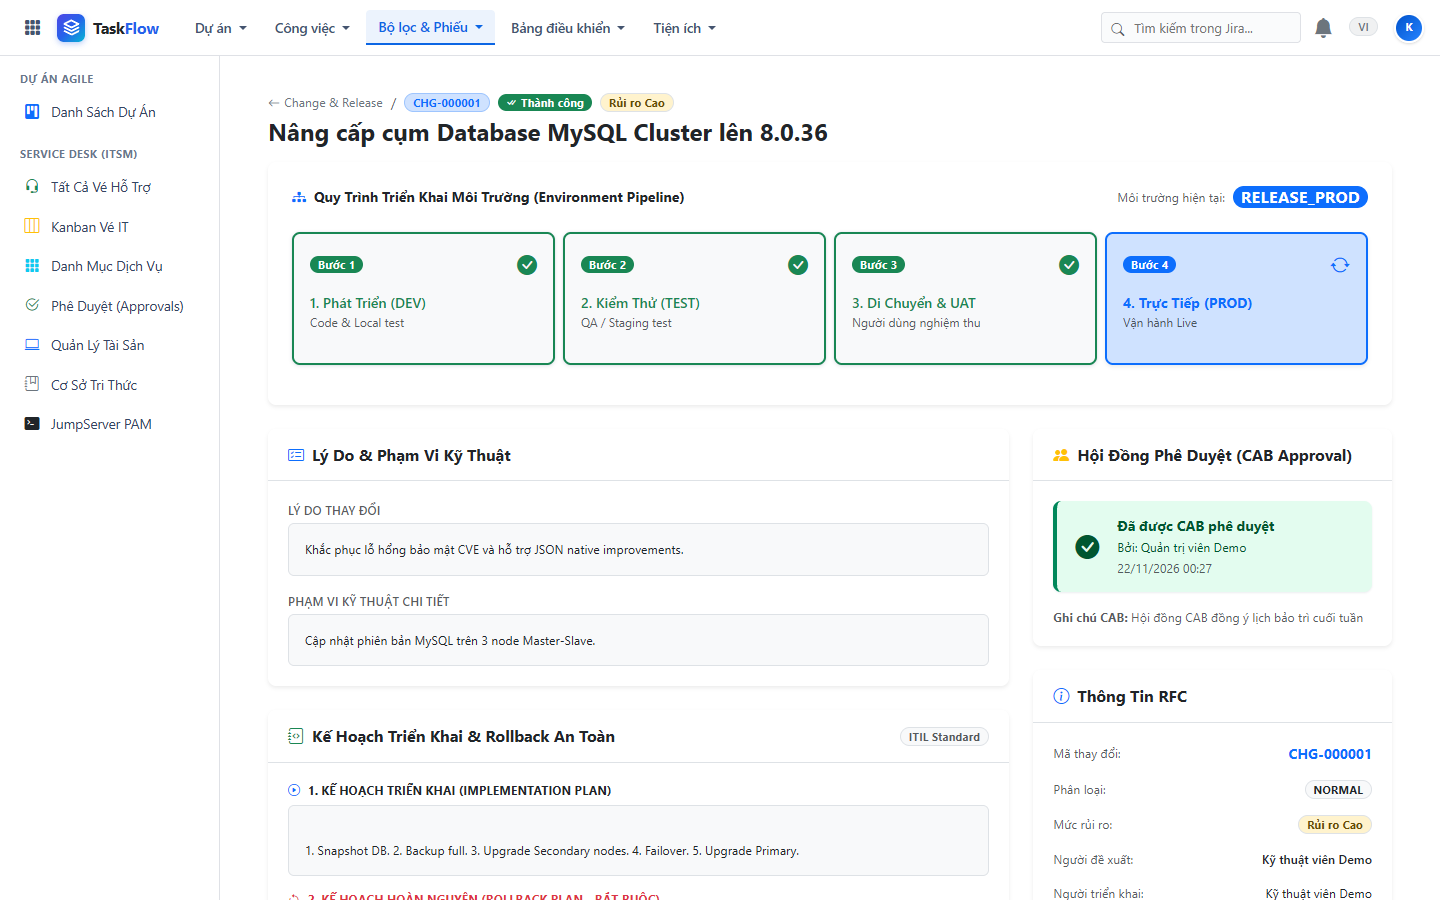 TaskFlow
Dự án
Công việc
Bộ lọc & Phiếu
Bảng điều khiển
Tiện ích
Tìm kiếm trong Jira...
VI
K
DỰ ÁN AGILE
Danh Sách Dự Án
SERVICE DESK (ITSM)
Tất Cả Vé Hỗ Trợ
Kanban Vé IT
Danh Mục Dịch Vụ
Phê Duyệt (Approvals)
Quản Lý Tài Sản
Cơ Sở Tri Thức
JumpServer PAM
← Change & Release / CHG-000001 Thành công Rủi ro Cao
Nâng cấp cụm Database MySQL Cluster lên 8.0.36
Quy Trình Triển Khai Môi Trường (Environment Pipeline)
Môi trường hiện tại: RELEASE_PROD
Bước 1
1. Phát Triển (DEV)
Code & Local test
Bước 2
2. Kiểm Thử (TEST)
QA / Staging test
Bước 3
3. Di Chuyển & UAT
Người dùng nghiệm thu
Bước 4
4. Trực Tiếp (PROD)
Vận hành Live
Lý Do & Phạm Vi Kỹ Thuật
LÝ DO THAY ĐỔI
Khắc phục lỗ hổng bảo mật CVE và hỗ trợ JSON native improvements.
PHẠM VI KỸ THUẬT CHI TIẾT
Cập nhật phiên bản MySQL trên 3 node Master-Slave.
Kế Hoạch Triển Khai & Rollback An Toàn
ITIL Standard
1. KẾ HOẠCH TRIỂN KHAI (IMPLEMENTATION PLAN)
1. Snapshot DB. 2. Backup full. 3. Upgrade Secondary nodes. 4. Failover. 5. Upgrade Primary.
2. KẾ HOẠCH HOÀN NGUYÊN (ROLLBACK PLAN - BẮT BUỘC)
Hội Đồng Phê Duyệt (CAB Approval)
Đã được CAB phê duyệt
Bởi: Quản trị viên Demo
22/11/2026 00:27
Ghi chú CAB: Hội đồng CAB đồng ý lịch bảo trì cuối tuần
Thông Tin RFC
Mã thay đổi: CHG-000001
Phân loại: NORMAL
Mức rủi ro: Rủi ro Cao
Người đề xuất: Kỹ thuật viên Demo
Người triển khai: Kỹ thuật viên Demo